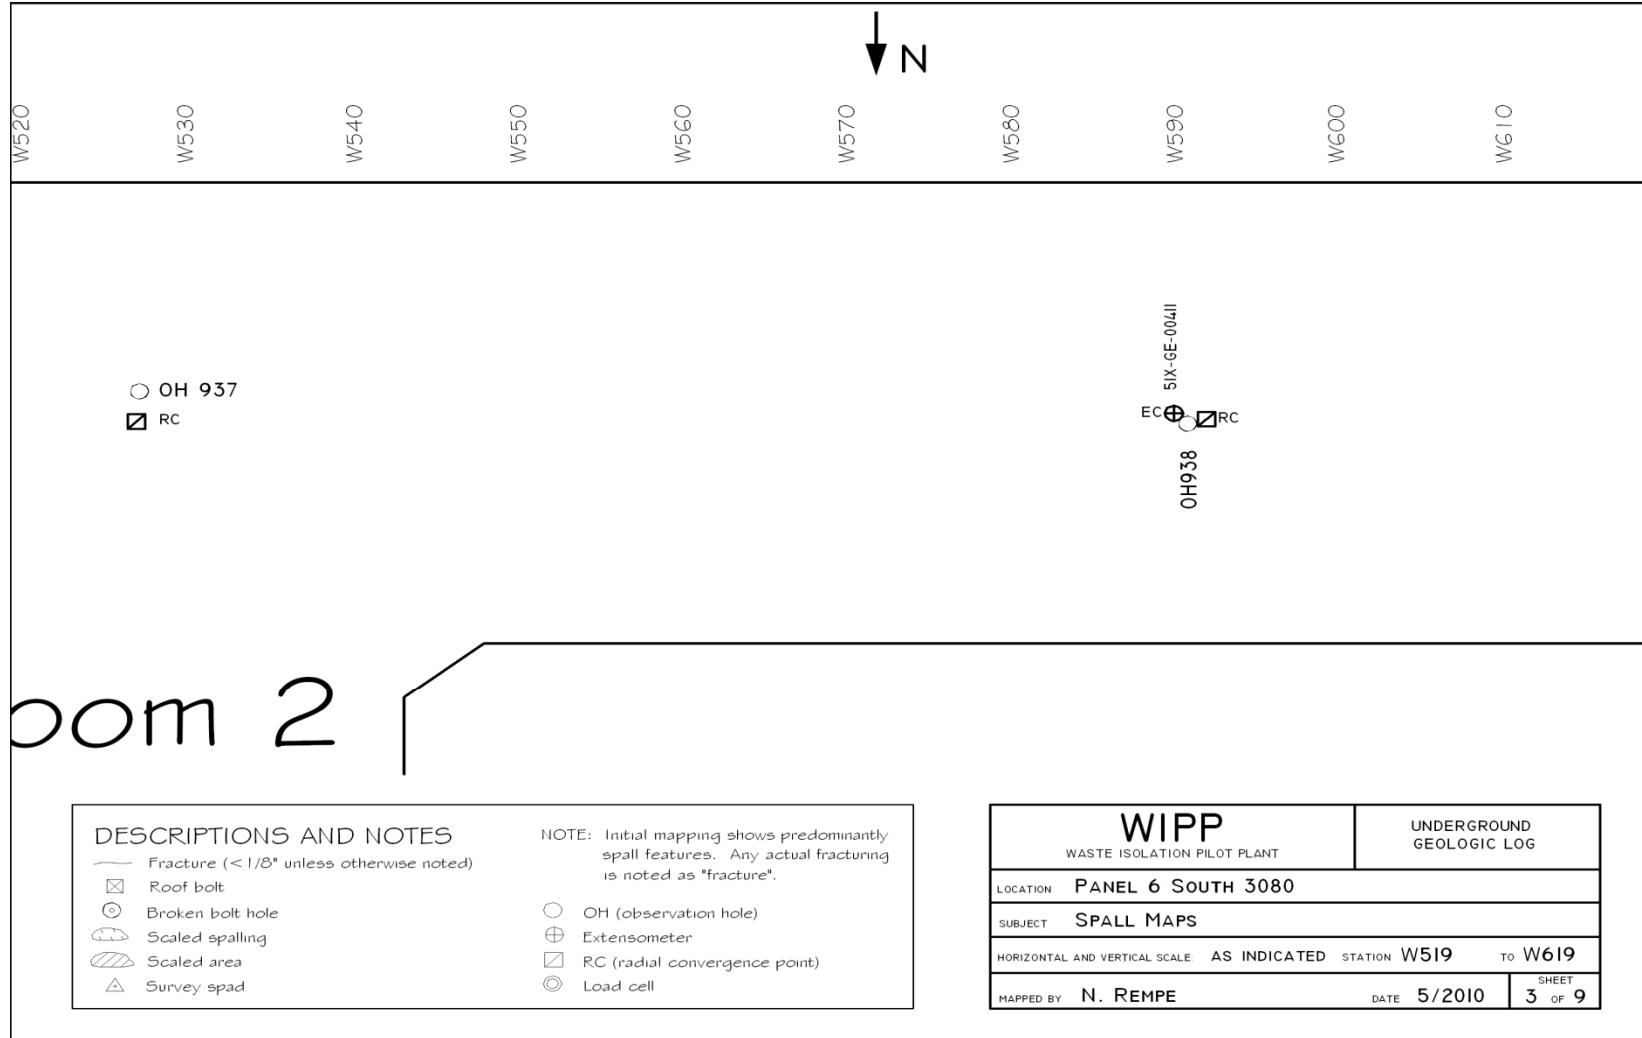 N
W520
W530
W540
W550
W560
W570
W580
W590
W600
W610
51X-GE-00411
OH 937
RC
EC
RC
OH938
oom 2
DESCRIPTIONS AND NOTES
Fracture (<1/8" unless otherwise noted)
Roof bolt
Broken bolt hole
Scaled spalling
Scaled area
Survey spad
NOTE: Initial mapping shows predominantly
spall features. Any actual fracturing
is noted as "fracture".
OH (observation hole)
Extensometer
RC (radial convergence point)
Load cell
WIPP
WASTE ISOLATION PILOT PLANT
UNDERGROUND
GEOLOGIC LOG
LOCATION PANEL 6 SOUTH 3080
SUBJECT SPALL MAPS
HORIZONTAL AND VERTICAL SCALE: AS INDICATED STATION W519 TO W619
MAPPED BY N. REMPE DATE 5/2010
SHEET
3 OF 9